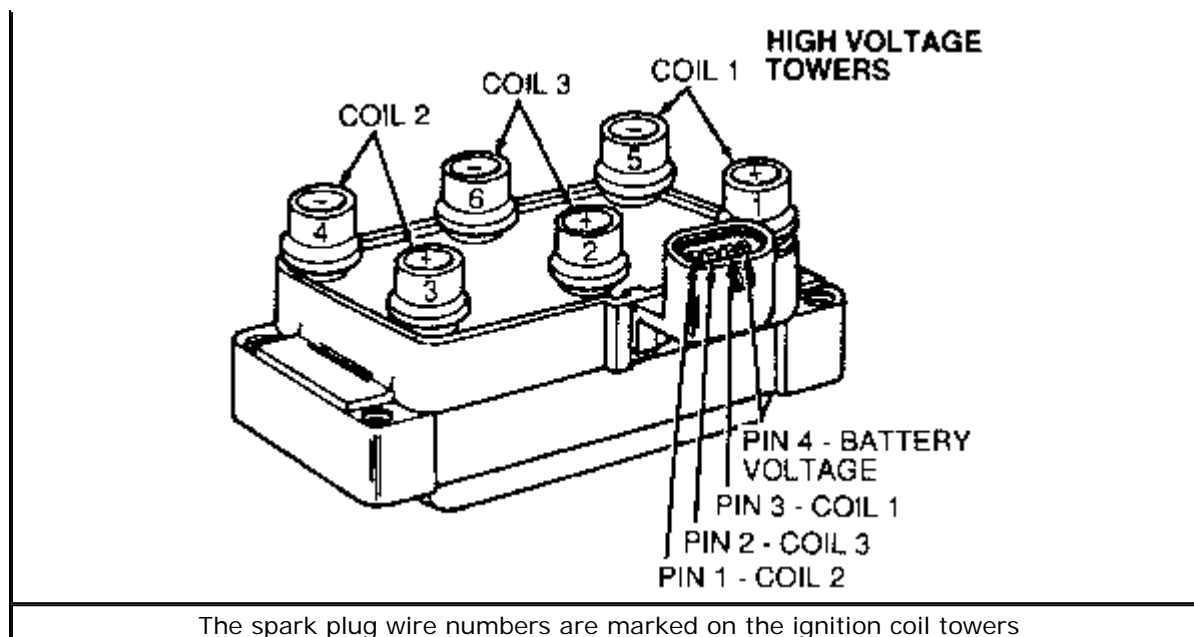 HIGH VOLTAGE
TOWERS
COIL 1
COIL 3
COIL 2
-
5
+
1
-
6
-
4
+
2
+
3
PIN 4 - BATTERY
VOLTAGE
PIN 3 - COIL 1
PIN 2 - COIL 3
PIN 1 - COIL 2
The spark plug wire numbers are marked on the ignition coil towers